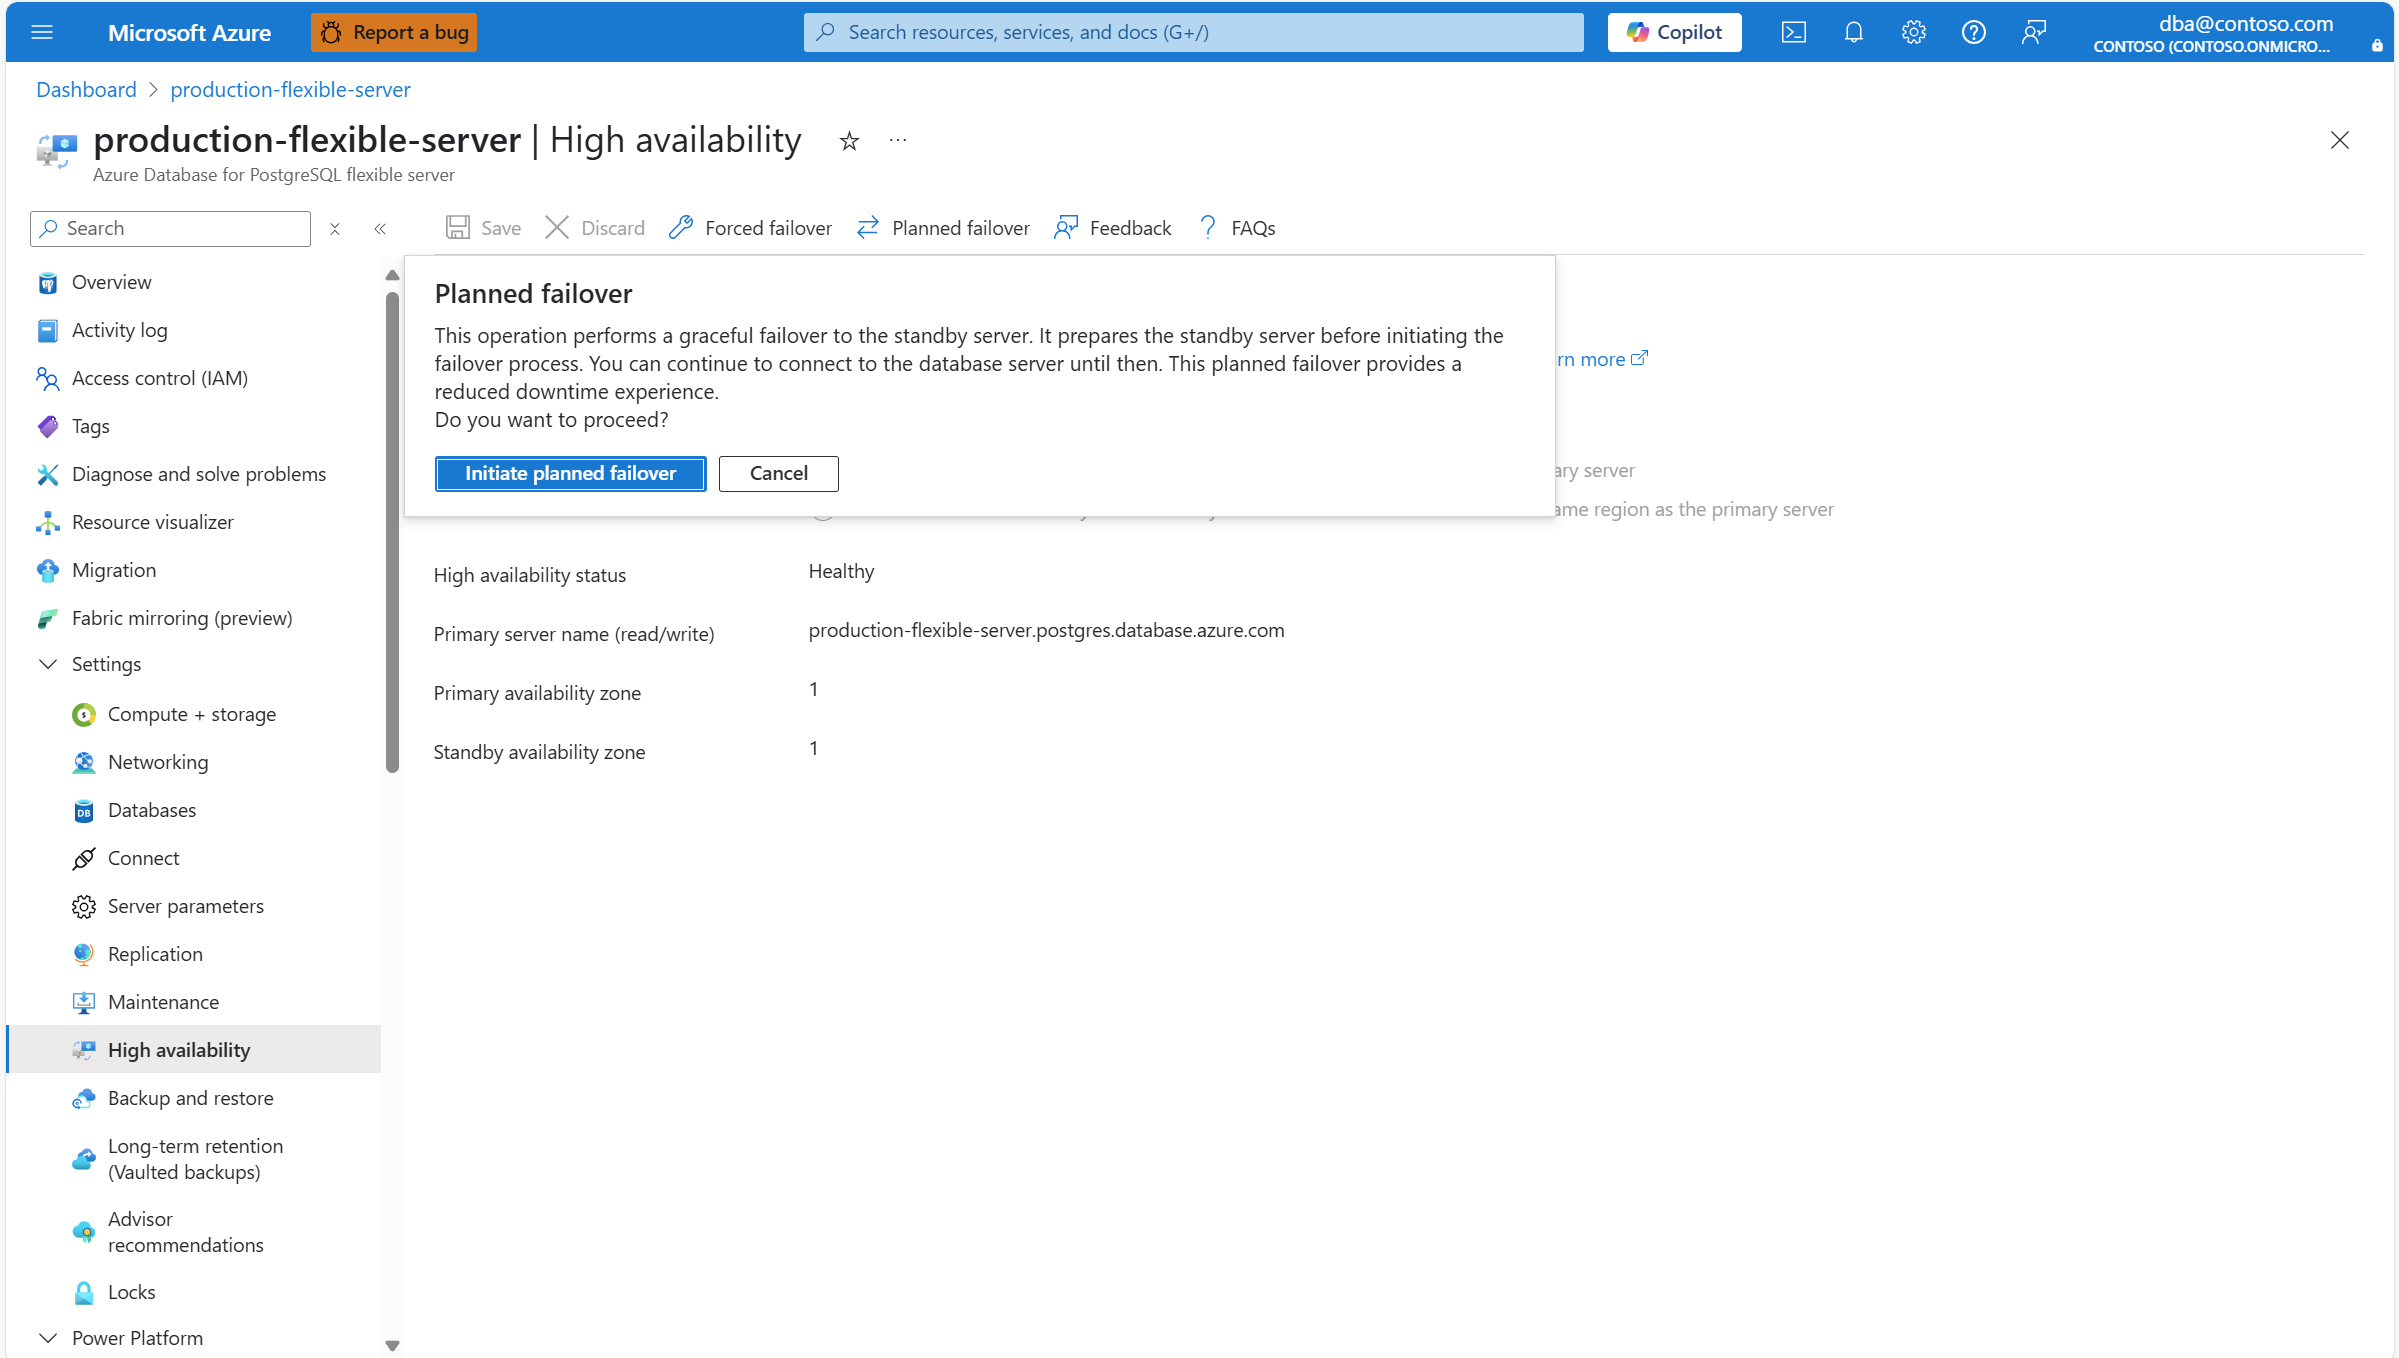 Microsoft Azure
Report a bug
Search resources, services, and docs (G+/)
Copilot
dba@contoso.com
CONTOSO (CONTOSO.ONMICRO...
Dashboard > production-flexible-server
production-flexible-server | High availability
Azure Database for PostgreSQL flexible server
Search
Save
Discard
Forced failover
Planned failover
Feedback
FAQs
Overview
Activity log
Access control (IAM)
Tags
Diagnose and solve problems
Resource visualizer
Migration
Fabric mirroring (preview)
Settings
Compute + storage
Networking
Databases
Connect
Server parameters
Replication
Maintenance
High availability
Backup and restore
Long-term retention
(Vaulted backups)
Advisor
recommendations
Locks
Power Platform
Planned failover
This operation performs a graceful failover to the standby server. It prepares the standby server before initiating the
failover process. You can continue to connect to the database server until then. This planned failover provides a
reduced downtime experience.
Do you want to proceed?
Initiate planned failover
Cancel
rn more
ary server
ame region as the primary server
High availability status
Healthy
Primary server name (read/write)
production-flexible-server.postgres.database.azure.com
Primary availability zone
1
Standby availability zone
1